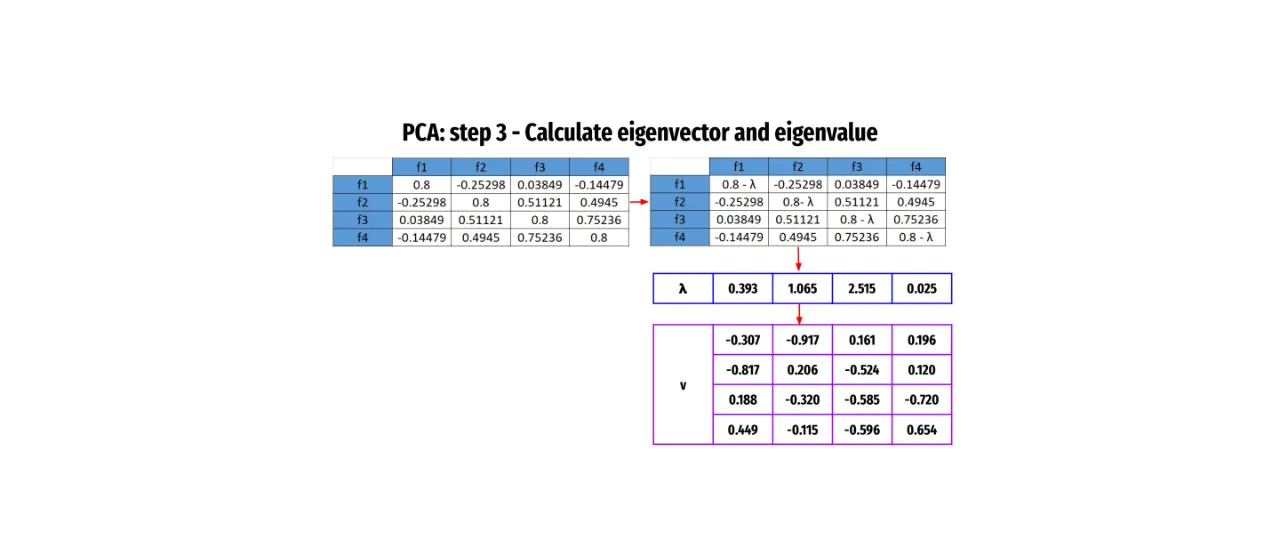 PCA: step 3 - Calculate eigenvector and eigenvalue
f1 f2 f3 f4
f1 0.8 -0.25298 0.03849 -0.14479
f2 -0.25298 0.8 0.51121 0.4945
f3 0.03849 0.51121 0.8 0.75236
f4 -0.14479 0.4945 0.75236 0.8
f1 f2 f3 f4
f1 0.8 - λ -0.25298 0.03849 -0.14479
f2 -0.25298 0.8- λ 0.51121 0.4945
f3 0.03849 0.51121 0.8 - λ 0.75236
f4 -0.14479 0.4945 0.75236 0.8 - λ
λ 0.393 1.065 2.515 0.025
-0.307 -0.917 0.161 0.196
-0.817 0.206 -0.524 0.120
v
0.188 -0.320 -0.585 -0.720
0.449 -0.115 -0.596 0.654